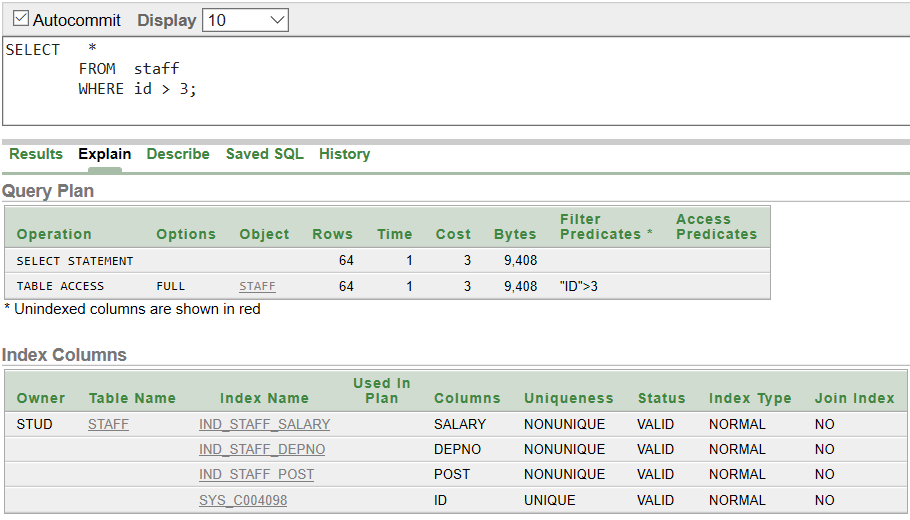 Autocommit Display 10
SELECT *
FROM staff
WHERE id > 3;
Results Explain Describe Saved SQL History
Query Plan
Operation Options Object Rows Time Cost Bytes Filter Predicates * Access Predicates
SELECT STATEMENT 64 1 3 9,408
TABLE ACCESS FULL STAFF 64 1 3 9,408 "ID">3
* Unindexed columns are shown in red
Index Columns
Owner Table Name Index Name Used In Plan Columns Uniqueness Status Index Type Join Index
STUD STAFF IND_STAFF_SALARY SALARY NONUNIQUE VALID NORMAL NO
IND_STAFF_DEPNO DEPNO NONUNIQUE VALID NORMAL NO
IND_STAFF_POST POST NONUNIQUE VALID NORMAL NO
SYS_C004098 ID UNIQUE VALID NORMAL NO